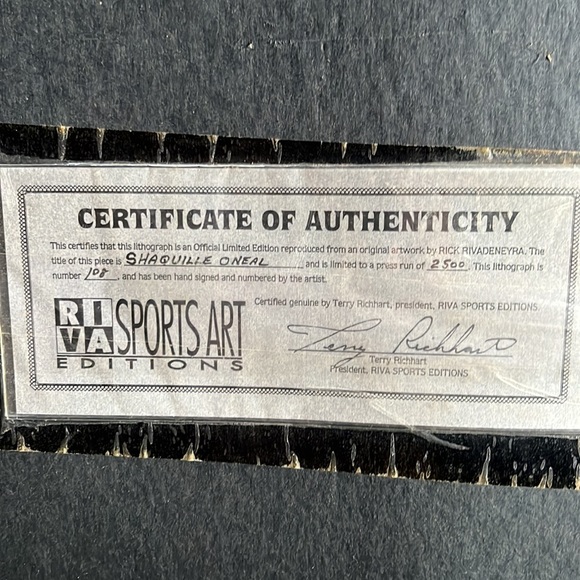 CERTIFICATE OF AUTHENTICITY
This certifies that this lithograph is an Official Limited Edition reproduced from an original artwork by RICK RIVADENEYRA. The
title of this piece is SHAQUILLE ONEAL and is limited to a press run of 2500. This lithograph is
number 108, and has been hand signed and numbered by the artist.
Certified genuine by Terry Richhart, president, RIVA SPORTS EDITIONS.
RIVA SPORTS ART
EDITIONS
Terry Richhart
Terry Richhart
President, RIVA SPORTS EDITIONS